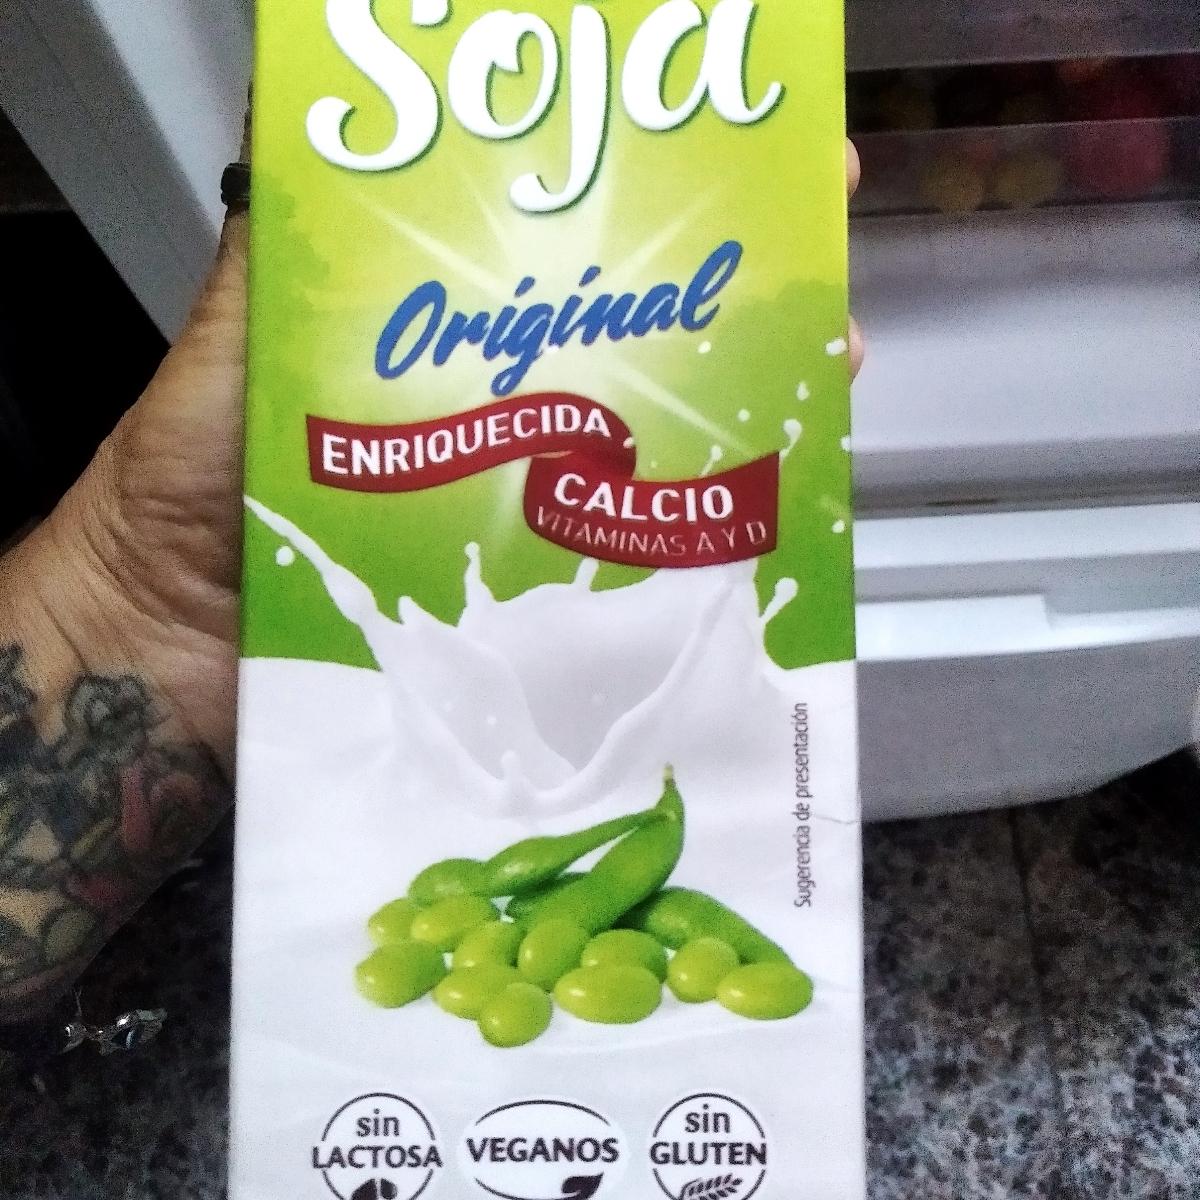 Soja
Original
ENRIQUECIDA
CALCIO
VITAMINAS A Y D
Sugerencia de presentación
sin
LACTOSA
VEGANOS
sin
GLUTEN